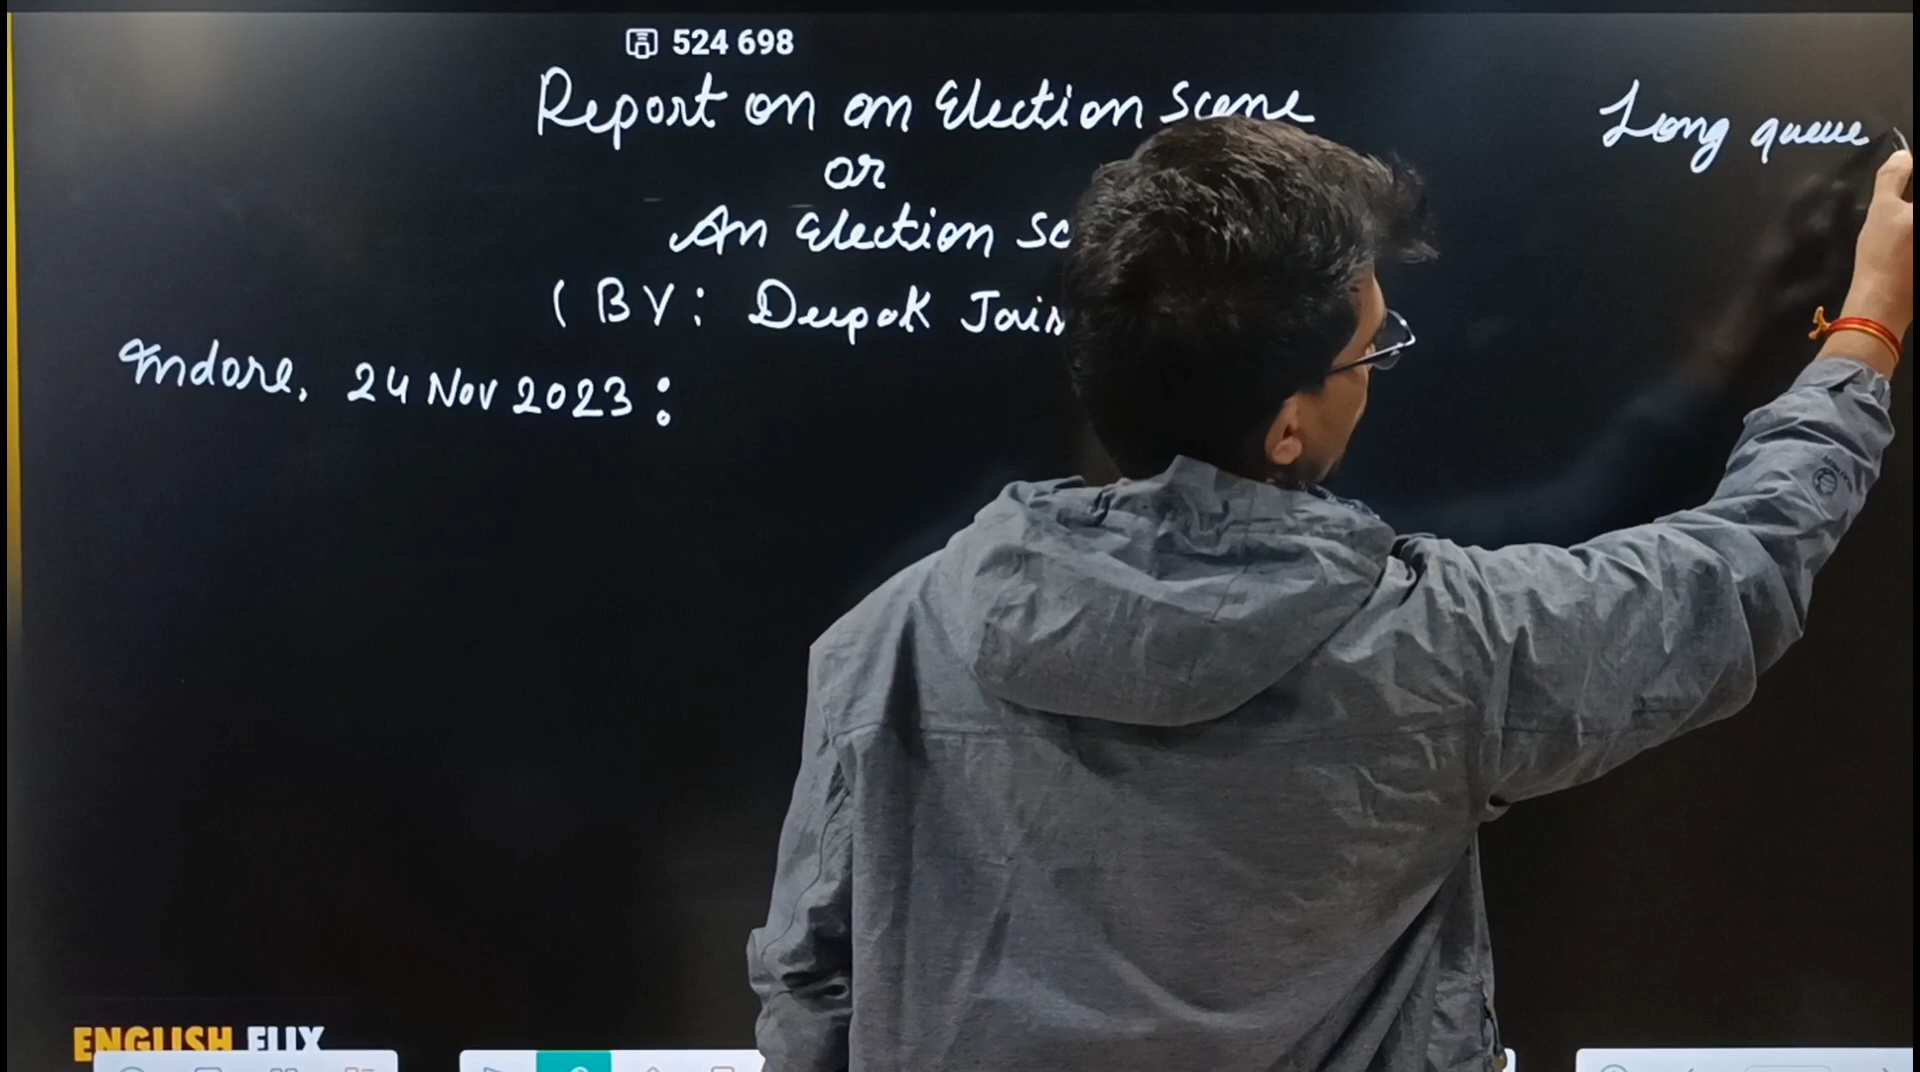 524 698
Report on an Election Scene
or
An Election Sc
(BY: Deepak Jain
Indore, 24 Nov 2023:
Long queue
ENGLISH FLIX